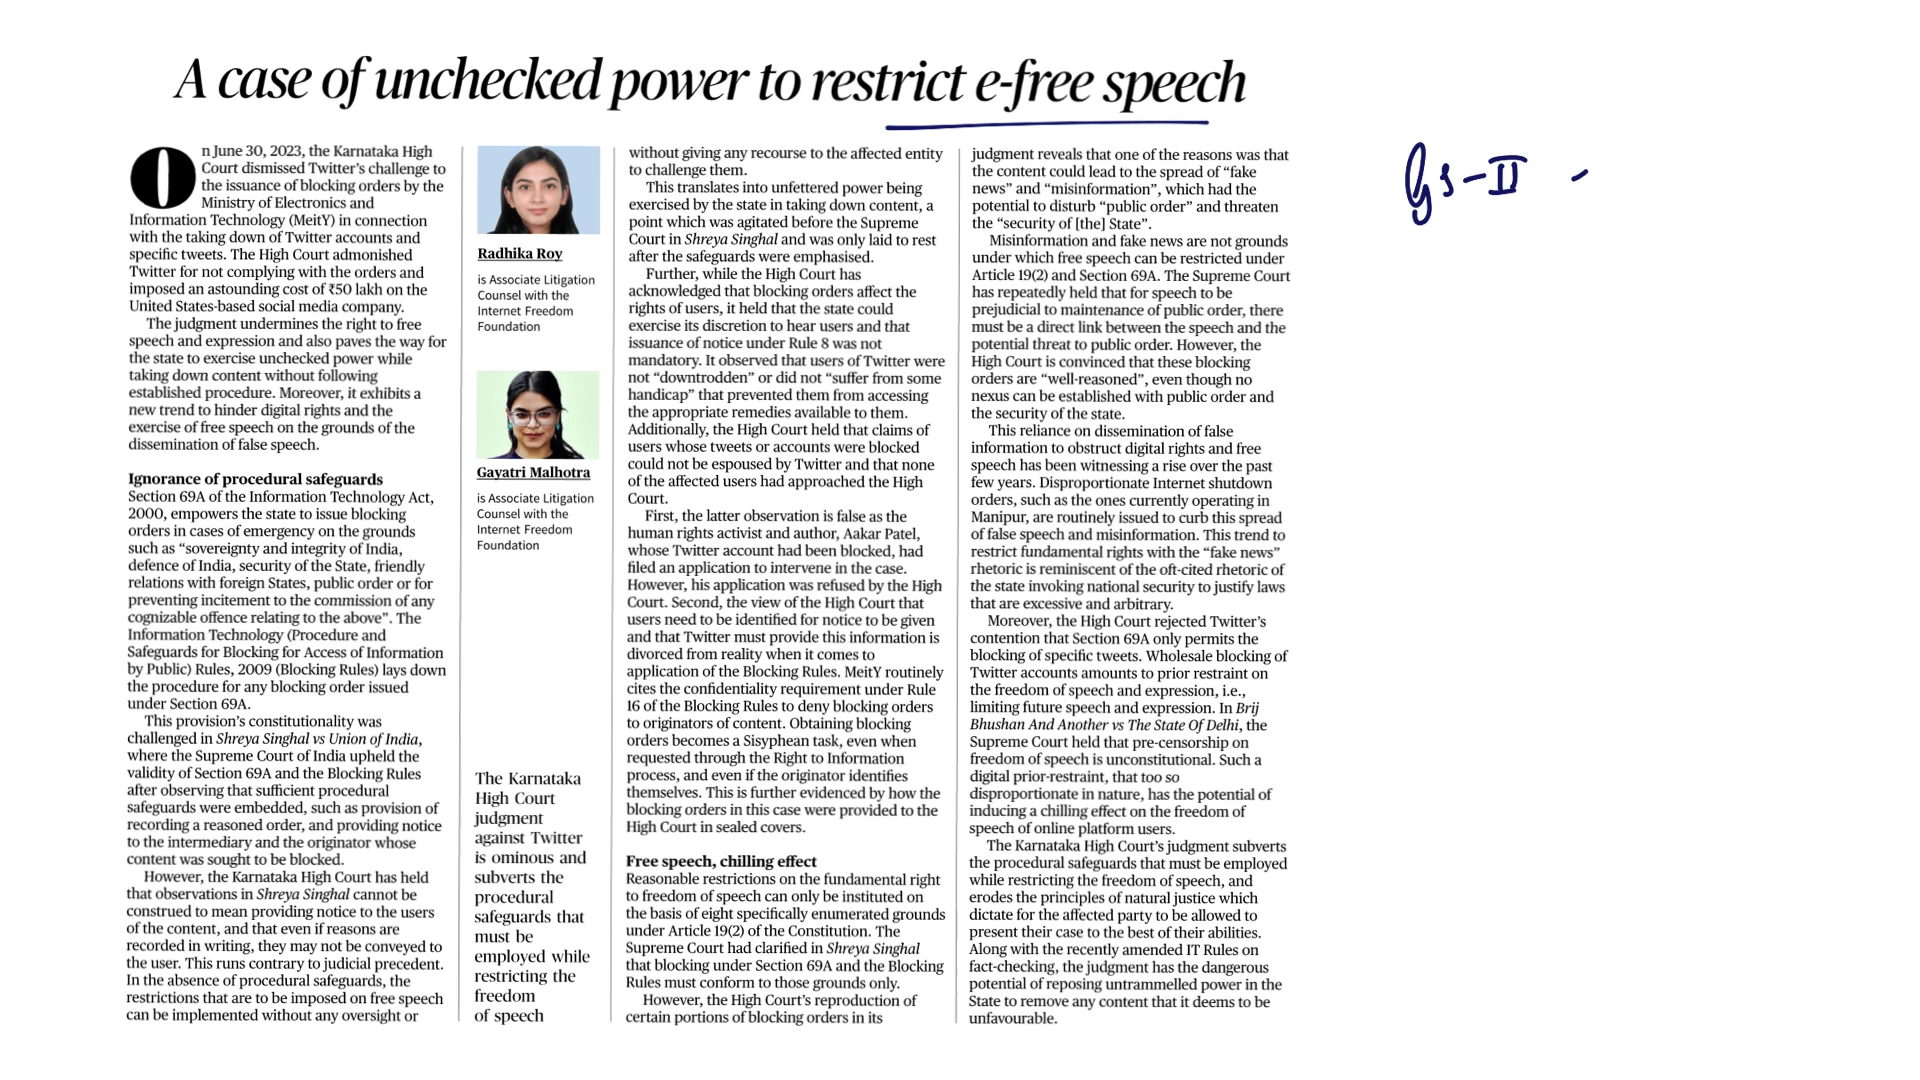 A case of unchecked power to restrict e-free speech
On June 30, 2023, the Karnataka High
Court dismissed Twitter's challenge to
the issuance of blocking orders by the
Ministry of Electronics and
Information Technology (MeitY) in connection
with the taking down of Twitter accounts and
specific tweets. The High Court admonished
Twitter for not complying with the orders and
imposed an astounding cost of ₹50 lakh on the
United States-based social media company.
The judgment undermines the right to free
speech and expression and also paves the way for
the state to exercise unchecked power while
taking down content without following
established procedure. Moreover, it exhibits a
new trend to hinder digital rights and the
exercise of free speech on the grounds of the
dissemination of false speech.
Ignorance of procedural safeguards
Section 69A of the Information Technology Act,
2000, empowers the state to issue blocking
orders in cases of emergency on the grounds
such as “sovereignty and integrity of India,
defence of India, security of the State, friendly
relations with foreign States, public order or for
preventing incitement to the commission of any
cognizable offence relating to the above”. The
Information Technology (Procedure and
Safeguards for Blocking for Access of Information
by Public) Rules, 2009 (Blocking Rules) lays down
the procedure for any blocking order issued
under Section 69A.
This provision's constitutionality was
challenged in Shreya Singhal vs Union of India,
where the Supreme Court of India upheld the
validity of Section 69A and the Blocking Rules
after observing that sufficient procedural
safeguards were embedded, such as provision of
recording a reasoned order, and providing notice
to the intermediary and the originator whose
content was sought to be blocked.
However, the Karnataka High Court has held
that observations in Shreya Singhal cannot be
construed to mean providing notice to the users
of the content, and that even if reasons are
recorded in writing, they may not be conveyed to
the user. This runs contrary to judicial precedent.
In the absence of procedural safeguards, the
restrictions that are to be imposed on free speech
can be implemented without any oversight or
Radhika Roy
is Associate Litigation
Counsel with the
Internet Freedom
Foundation
Gayatri Malhotra
is Associate Litigation
Counsel with the
Internet Freedom
Foundation
The Karnataka
High Court
judgment
against Twitter
is ominous and
subverts the
procedural
safeguards that
must be
employed while
restricting the
freedom
of speech
without giving any recourse to the affected entity
to challenge them.
This translates into unfettered power being
exercised by the state in taking down content, a
point which was agitated before the Supreme
Court in Shreya Singhal and was only laid to rest
after the safeguards were emphasised.
Further, while the High Court has
acknowledged that blocking orders affect the
rights of users, it held that the state could
exercise its discretion to hear users and that
issuance of notice under Rule 8 was not
mandatory. It observed that users of Twitter were
not “downtrodden” or did not “suffer from some
handicap” that prevented them from accessing
the appropriate remedies available to them.
Additionally, the High Court held that claims of
users whose tweets or accounts were blocked
could not be espoused by Twitter and that none
of the affected users had approached the High
Court.
First, the latter observation is false as the
human rights activist and author, Aakar Patel,
whose Twitter account had been blocked, had
filed an application to intervene in the case.
However, his application was refused by the High
Court. Second, the view of the High Court that
users need to be identified for notice to be given
and that Twitter must provide this information is
divorced from reality when it comes to
application of the Blocking Rules. MeitY routinely
cites the confidentiality requirement under Rule
16 of the Blocking Rules to deny blocking orders
to originators of content. Obtaining blocking
orders becomes a Sisyphean task, even when
requested through the Right to Information
process, and even if the originator identifies
themselves. This is further evidenced by how the
blocking orders in this case were provided to the
High Court in sealed covers.
Free speech, chilling effect
Reasonable restrictions on the fundamental right
to freedom of speech can only be instituted on
the basis of eight specifically enumerated grounds
under Article 19(2) of the Constitution. The
Supreme Court had clarified in Shreya Singhal
that blocking under Section 69A and the Blocking
Rules must conform to those grounds only.
However, the High Court's reproduction of
certain portions of blocking orders in its
judgment reveals that one of the reasons was that
the content could lead to the spread of “fake
news” and “misinformation”, which had the
potential to disturb “public order” and threaten
the “security of [the] State”.
Misinformation and fake news are not grounds
under which free speech can be restricted under
Article 19(2) and Section 69A. The Supreme Court
has repeatedly held that for speech to be
prejudicial to maintenance of public order, there
must be a direct link between the speech and the
potential threat to public order. However, the
High Court is convinced that these blocking
orders are “well-reasoned”, even though no
nexus can be established with public order and
the security of the state.
This reliance on dissemination of false
information to obstruct digital rights and free
speech has been witnessing a rise over the past
few years. Disproportionate Internet shutdown
orders, such as the ones currently operating in
Manipur, are routinely issued to curb this spread
of false speech and misinformation. This trend to
restrict fundamental rights with the “fake news”
rhetoric is reminiscent of the oft-cited rhetoric of
the state invoking national security to justify laws
that are excessive and arbitrary.
Moreover, the High Court rejected Twitter's
contention that Section 69A only permits the
blocking of specific tweets. Wholesale blocking of
Twitter accounts amounts to prior restraint on
the freedom of speech and expression, i.e.,
limiting future speech and expression. In Brij
Bhushan And Another vs The State Of Delhi, the
Supreme Court held that pre-censorship on
freedom of speech is unconstitutional. Such a
digital prior-restraint, that too so
disproportionate in nature, has the potential of
inducing a chilling effect on the freedom of
speech of online platform users.
The Karnataka High Court's judgment subverts
the procedural safeguards that must be employed
while restricting the freedom of speech, and
erodes the principles of natural justice which
dictate for the affected party to be allowed to
present their case to the best of their abilities.
Along with the recently amended IT Rules on
fact-checking, the judgment has the dangerous
potential of reposing untrammelled power in the
State to remove any content that it deems to be
unfavourable.
GS-II -